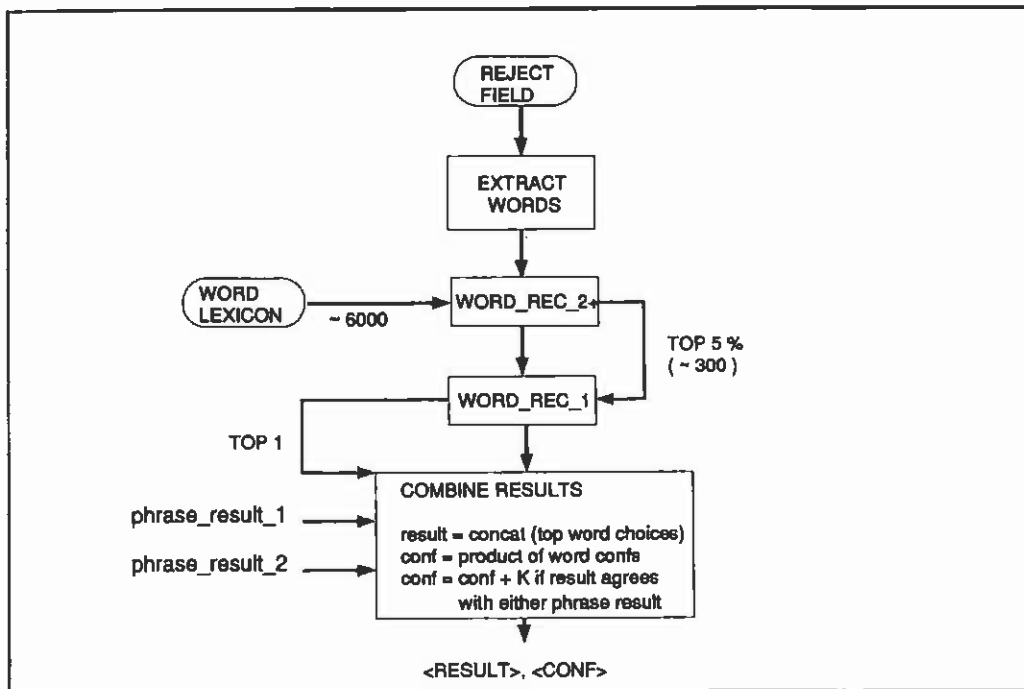 REJECT
FIELD
EXTRACT
WORDS
WORD
LEXICON
~ 6000
WORD_REC_2
TOP 5 %
( ~ 300 )
WORD_REC_1
TOP 1
COMBINE RESULTS
phrase_result_1
phrase_result_2
result = concat (top word choices)
conf = product of word confs
conf = conf + K if result agrees
with either phrase result
<RESULT>, <CONF>